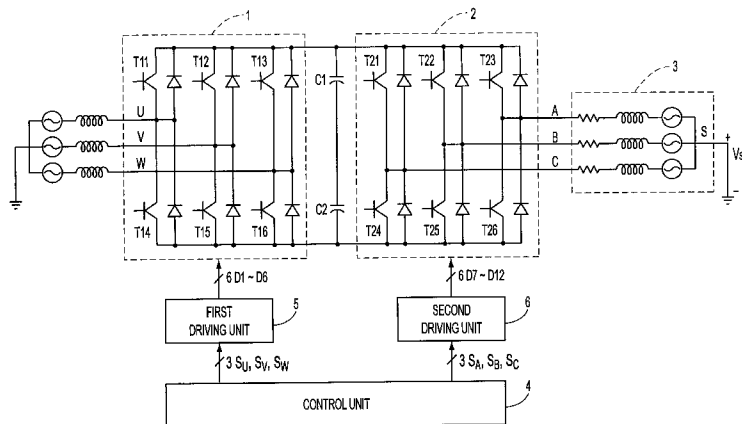 1
2
3
T11
T12
T13
T21
T22
T23
C1
U
V
W
A
B
C
S
+
Vs
-
C2
T14
T15
T16
T24
T25
T26
6 D1 ~ D6
6 D7 ~ D12
FIRST
DRIVING UNIT
5
SECOND
DRIVING UNIT
6
3 SU, SV, SW
3 SA, SB, SC
CONTROL UNIT
4